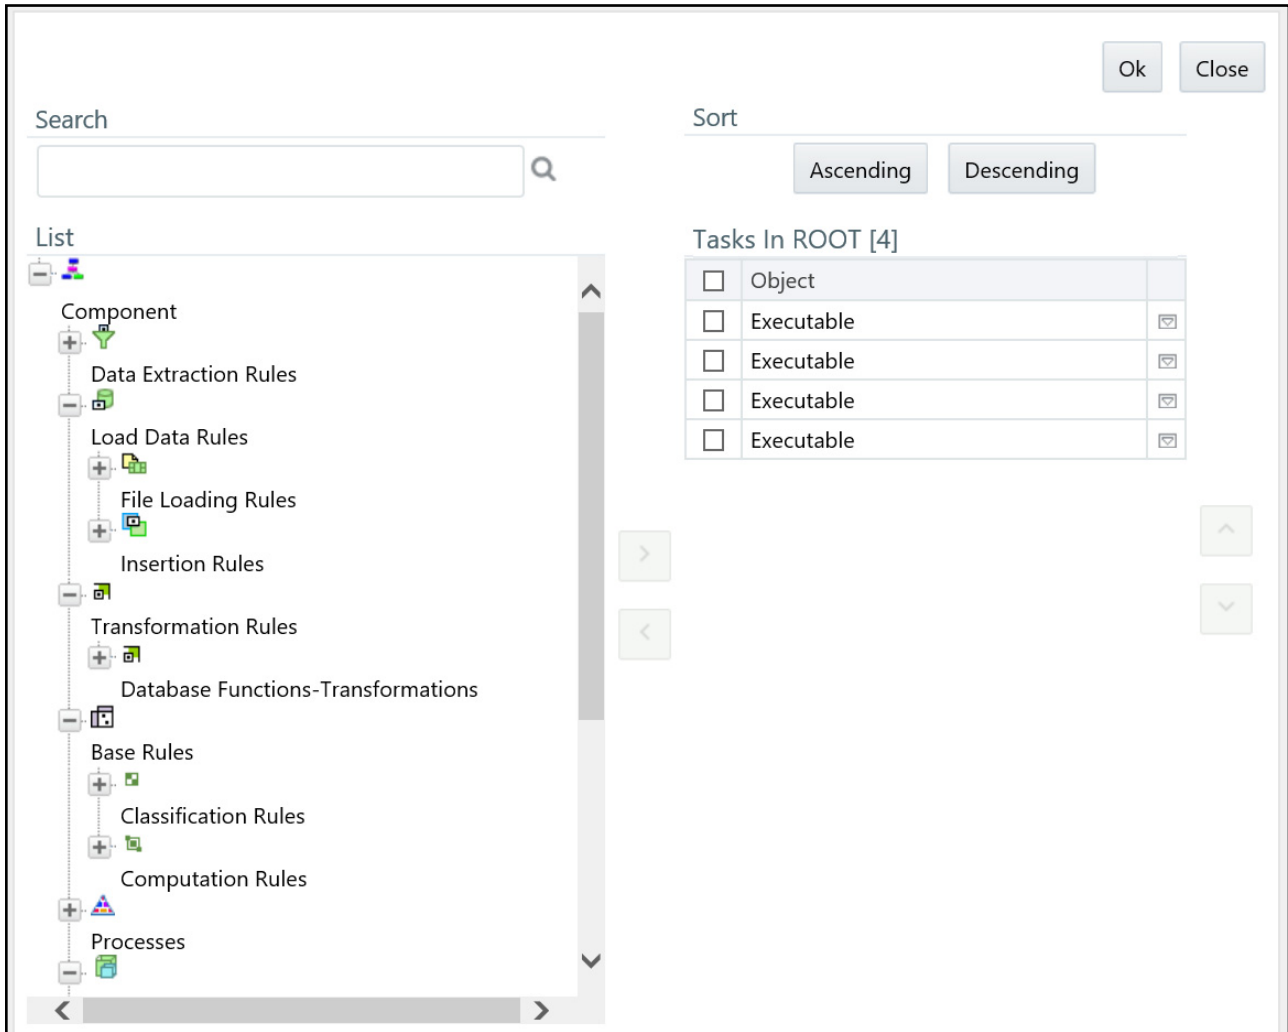 Ok
Close
Search
Sort
Ascending
Descending
List
Tasks In ROOT [4]
Component
Data Extraction Rules
Load Data Rules
File Loading Rules
Insertion Rules
Transformation Rules
Database Functions-Transformations
Base Rules
Classification Rules
Computation Rules
Processes
Object
Executable
Executable
Executable
Executable